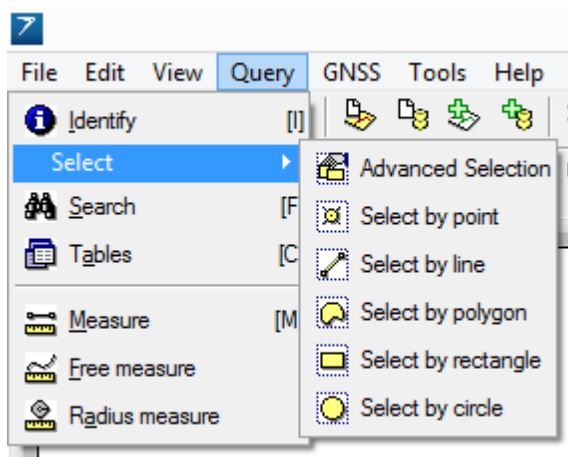 File Edit View Query GNSS Tools Help
Identify [I]
Select
Search [F
Tables [C
Measure [M
Free measure
Radius measure
Advanced Selection
Select by point
Select by line
Select by polygon
Select by rectangle
Select by circle